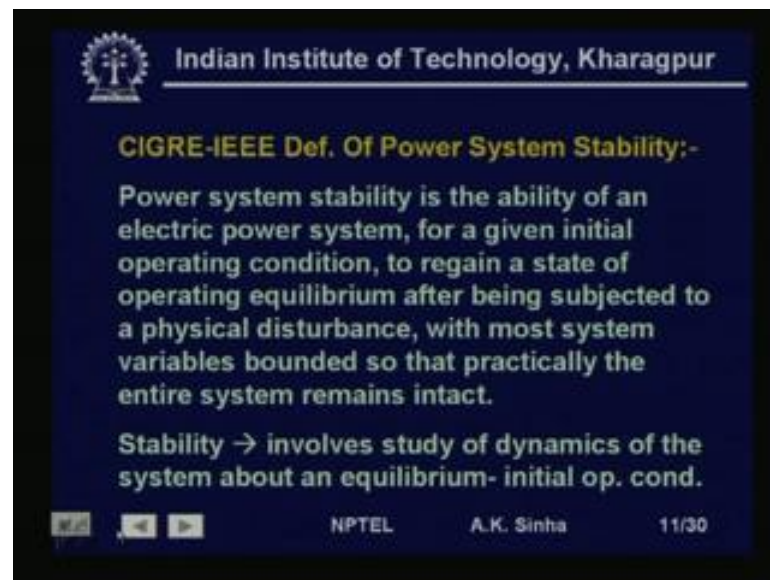 Indian Institute of Technology, Kharagpur
CIGRE-IEEE Def. Of Power System Stability:-
Power system stability is the ability of an
electric power system, for a given initial
operating condition, to regain a state of
operating equilibrium after being subjected to
a physical disturbance, with most system
variables bounded so that practically the
entire system remains intact.
Stability → involves study of dynamics of the
system about an equilibrium- initial op. cond.
NPTEL A.K. Sinha 11/30